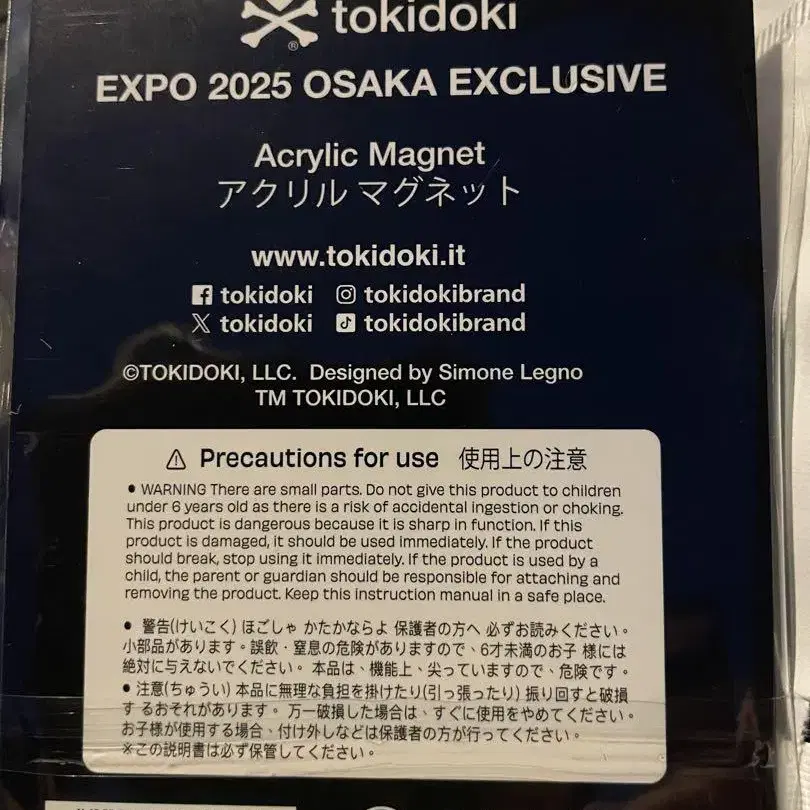 tokidoki
®
EXPO 2025 OSAKA EXCLUSIVE
Acrylic Magnet
アクリル マグネット
www.tokidoki.it
tokidoki tokidokibrand
tokidoki tokidokibrand
©TOKIDOKI, LLC. Designed by Simone Legno
TM TOKIDOKI, LLC
⚠ Precautions for use 使用上の注意
• WARNING There are small parts. Do not give this product to children
under 6 years old as there is a risk of accidental ingestion or choking.
This product is dangerous because it is sharp in function. If this
product is damaged, it should be used immediately. If the product
should break, stop using it immediately. If the product is used by a
child, the parent or guardian should be responsible for attaching and
removing the product. Keep this instruction manual in a safe place.
• 警告(けいこく) ほごしゃ かたかならよ 保護者の方へ 必ずお読みください。
小部品があります。誤飲・窒息の危険がありますので、6才未満のお子 様には
絶対に与えないでください。 本品は、機能上、尖っていますので、危険です。
• 注意(ちゅうい) 本品に無理な負担を掛けたり(引っ張ったり) 振り回すと破損
す るおそれがあります。 万一破損した場合は、すぐに使用をやめてください。
お子様が使用する場合、付け外しなどは保護者の方が行ってください。
※この説明書は必ず保管してください。